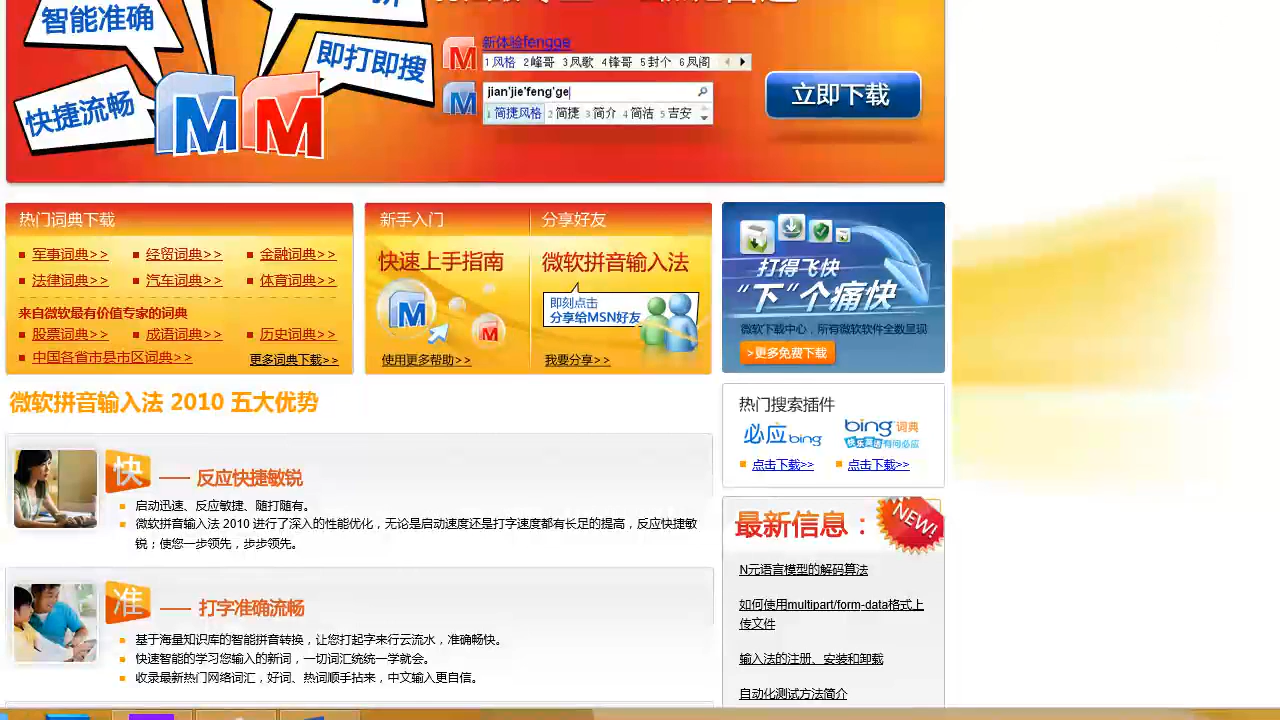 智能准确
即打即搜
快捷流畅
新体验fengge
1风格 2峰哥 3凤歌 4锋哥 5封个 6凤阁
jian'jie'feng'ge
1 简捷风格 2 简捷 3 简介 4 简洁 5 吉安
立即下载
热门词典下载
军事词典>> 经贸词典>> 金融词典>>
法律词典>> 汽车词典>> 体育词典>>
来自微软最有价值专家的词典
股票词典>> 成语词典>> 历史词典>>
中国各省市县市区词典>> 更多词典下载>>
新手入门
快速上手指南
使用更多帮助>>
分享好友
微软拼音输入法
即刻点击
分享给MSN好友
我要分享>>
打得飞快
“下”个痛快
微软下载中心，所有微软软件全数呈现
>更多免费下载
微软拼音输入法 2010 五大优势
快 —— 反应快捷敏锐
启动迅速、反应敏捷、随打随有。
微软拼音输入法 2010 进行了深入的性能优化，无论是启动速度还是打字速度都有长足的提高，反应快捷敏
锐；使您一步领先，步步领先。
准 —— 打字准确流畅
基于海量知识库的智能拼音转换，让您打起字来行云流水，准确畅快。
快速智能的学习您输入的新词，一切词汇统统一学就会。
收录最新热门网络词汇，好词、热词顺手拈来，中文输入更自信。
热门搜索插件
必应bing bing 词典
快乐英语有问必应
点击下载>> 点击下载>>
最新信息： NEW!
N元语言模型的解码算法
如何使用multipart/form-data格式上
传文件
输入法的注册、安装和卸载
自动化测试方法简介